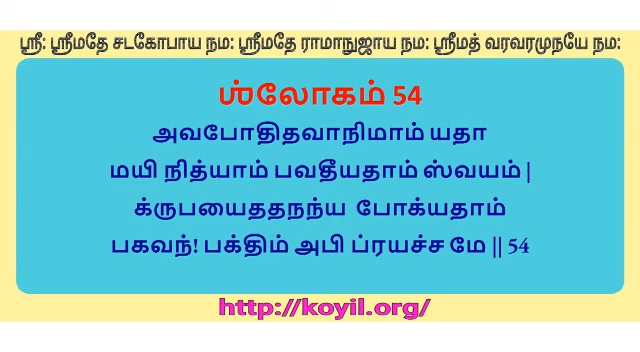 ஸ்ரீ: ஸ்ரீமதே சடகோபாய நம: ஸ்ரீமதே ராமாநுஜாய நம: ஸ்ரீமத் வரவரமுநயே நம:
ஶ்லோகம் 54
அவபோதிதவாநிமாம் யதா
மயி நித்யாம் பவதீயதாம் ஸ்வயம் |
க்ருபயைததநந்ய போக்யதாம்
பகவந்! பக்திம் அபி ப்ரயச்ச மே || 54
http://koyil.org/